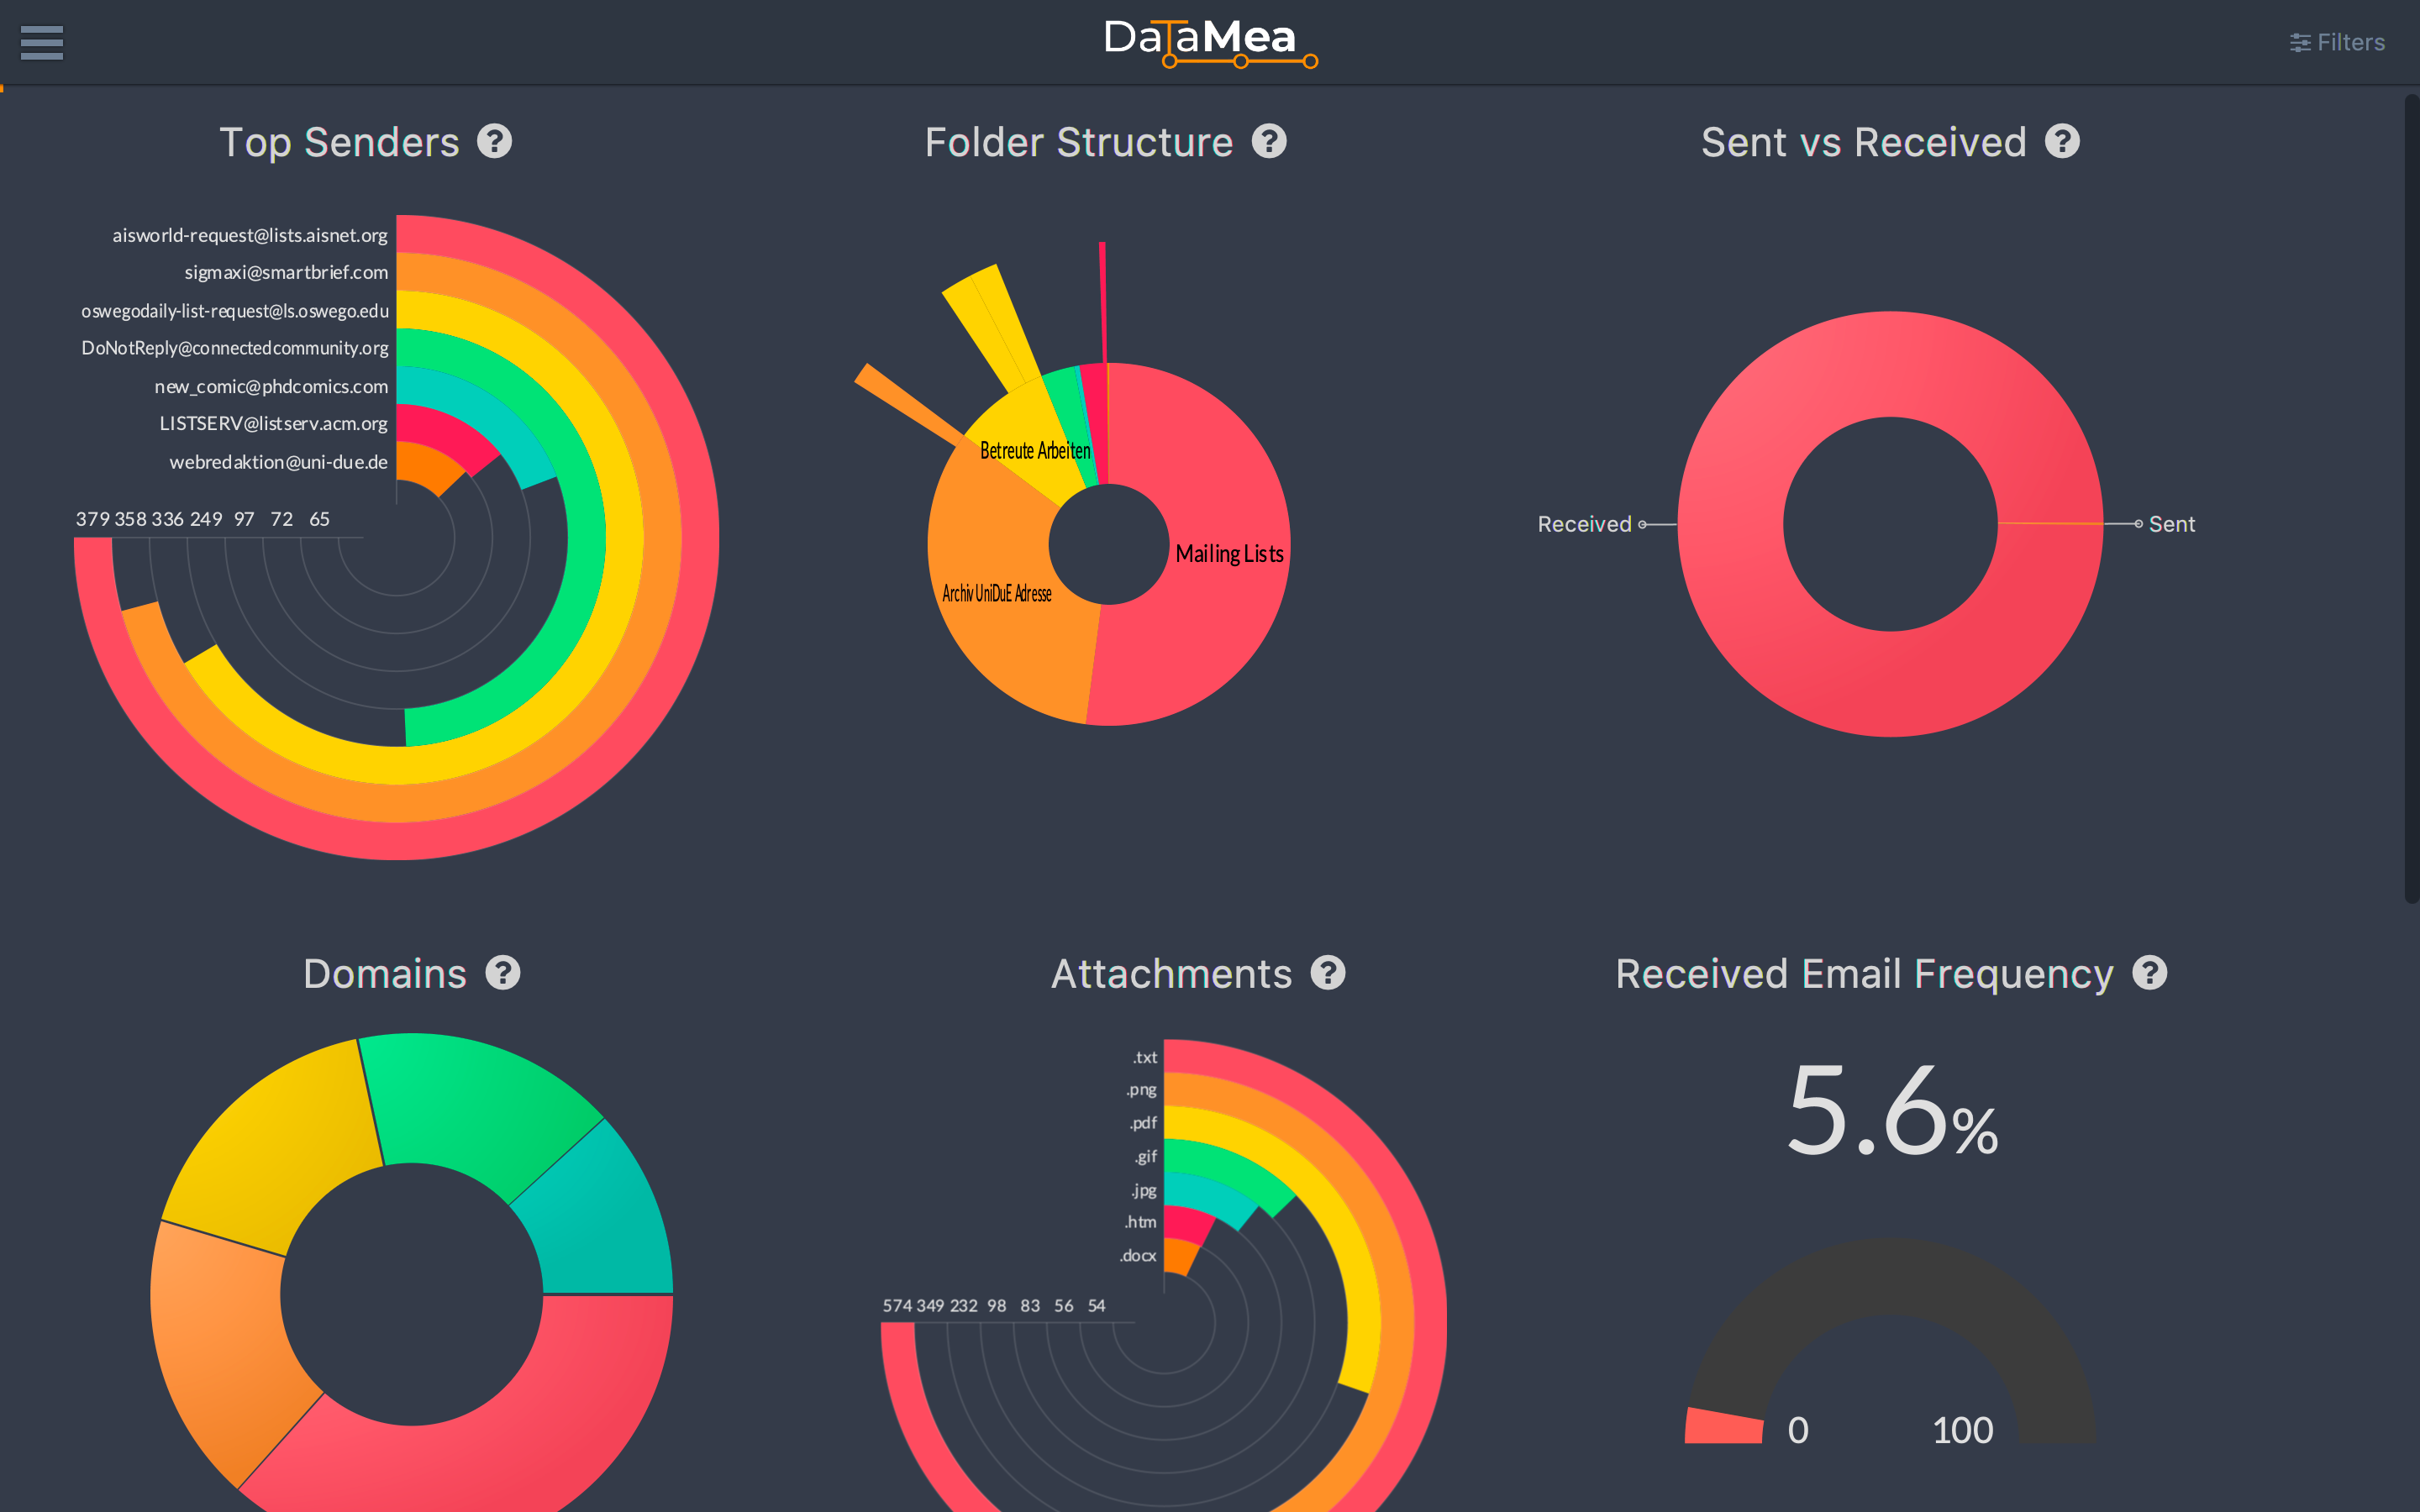 DaTaMea
Filters
Top Senders ?
aisworld-request@lists.aisnet.org
sigmaxi@smartbrief.com
oswegodaily-list-request@ls.oswego.edu
DoNotReply@connectedcommunity.org
new_comic@phdcomics.com
LISTSERV@listserv.acm.org
webredaktion@uni-due.de
379 358 336 249 97 72 65
Folder Structure ?
Betreute Arbeiten
Mailing Lists
Archiv UniDuE Adresse
Sent vs Received ?
Received
Sent
Domains ?
Attachments ?
.txt
.png
.pdf
.gif
.jpg
.htm
.docx
574 349 232 98 83 56 54
Received Email Frequency ?
5.6%
0 100